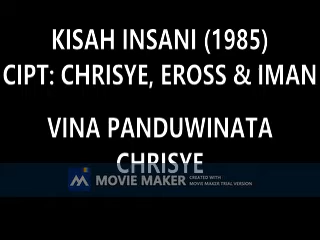 KISAH INSANI (1985)
CIPT: CHRISYE, EROSS & IMAN
VINA PANDUWINATA
CHRISYE
MOVIE MAKER
CREATED WITH
MOVIE MAKER TRIAL VERSION